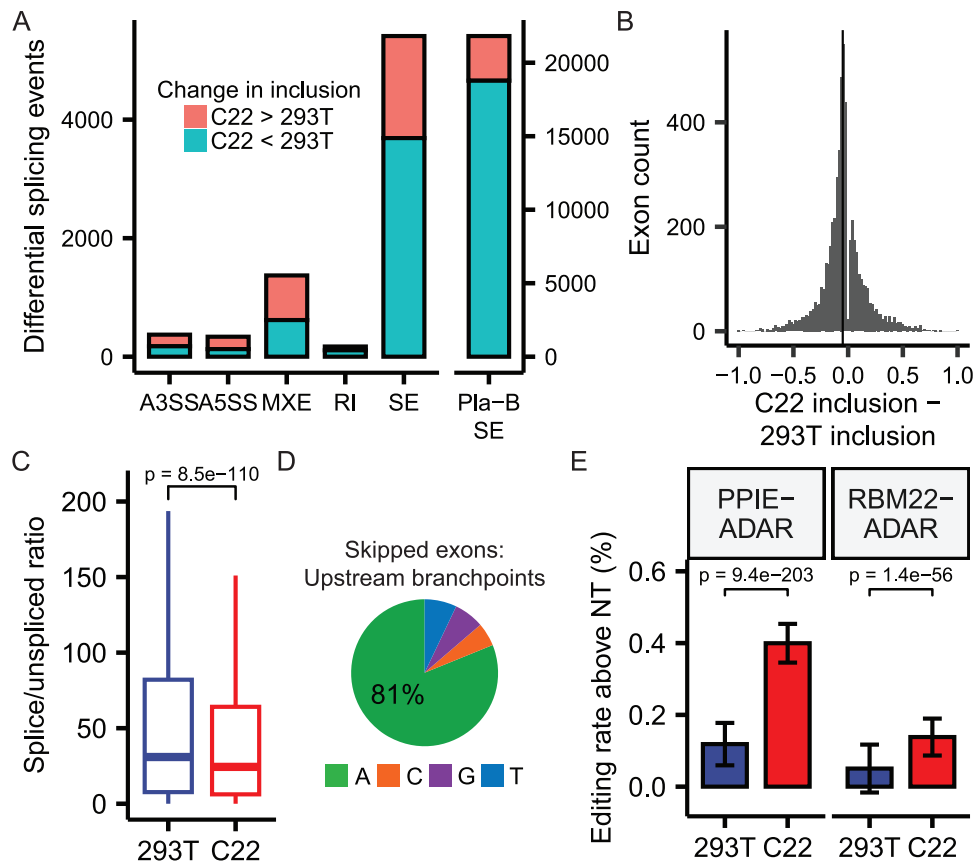 A
Differential splicing events
4000
2000
0
Change in inclusion
C22 > 293T
C22 < 293T
20000
15000
10000
5000
0
A3SS A5SS MXE RI SE
Pla−B
SE
B
Exon count
400
200
0
−1.0 −0.5 0.0 0.5 1.0
C22 inclusion −
293T inclusion
C
Splice/unspliced ratio
p = 8.5e−110
200
150
100
50
0
293T C22
D
Skipped exons:
Upstream branchpoints
81%
A C G T
E
Editing rate above NT (%)
PPIE−
ADAR
RBM22−
ADAR
p = 9.4e−203 p = 1.4e−56
0.6
0.4
0.2
0.0
293T C22 293T C22